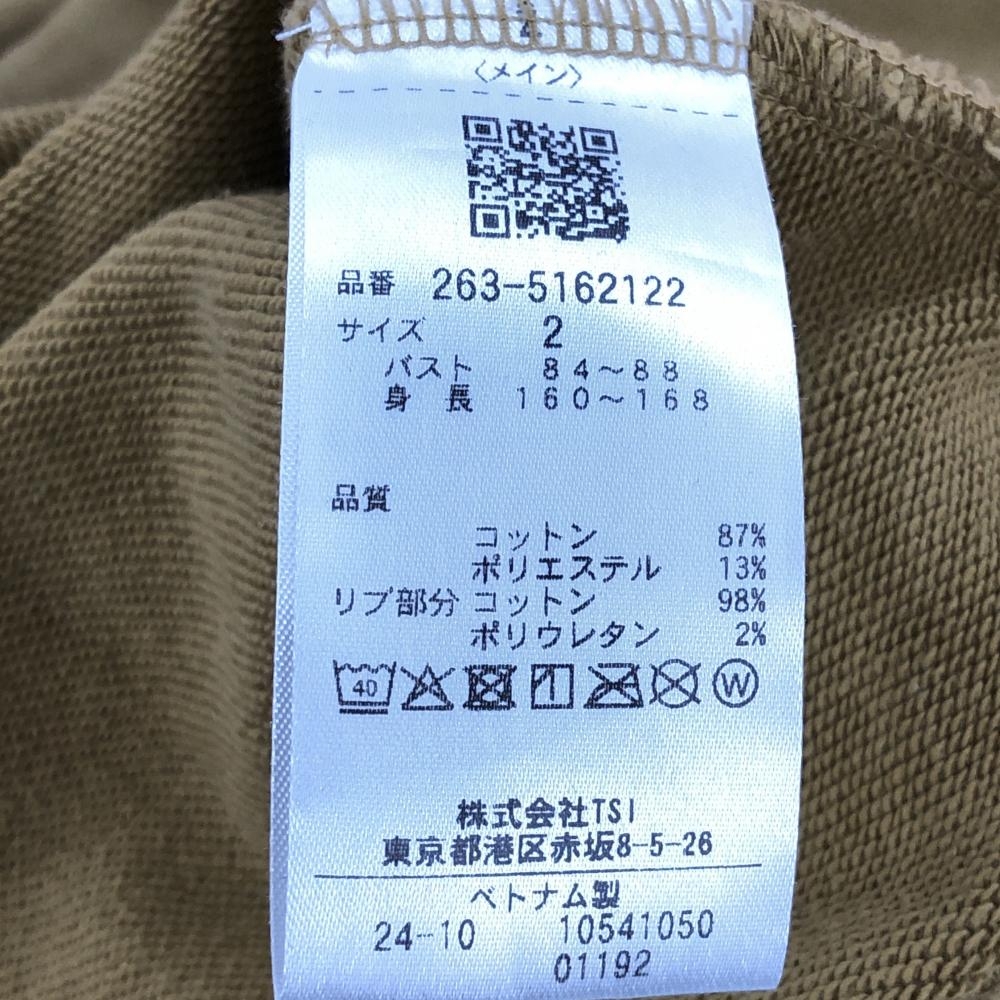 〈メイン〉
品番 263-5162122
サイズ 2
バスト 84～88
身長 160～168
品質
コットン 87%
ポリエステル 13%
リブ部分 コットン 98%
ポリウレタン 2%
40 W
株式会社TSI
東京都港区赤坂8-5-26
ベトナム製
24-10 10541050
01192